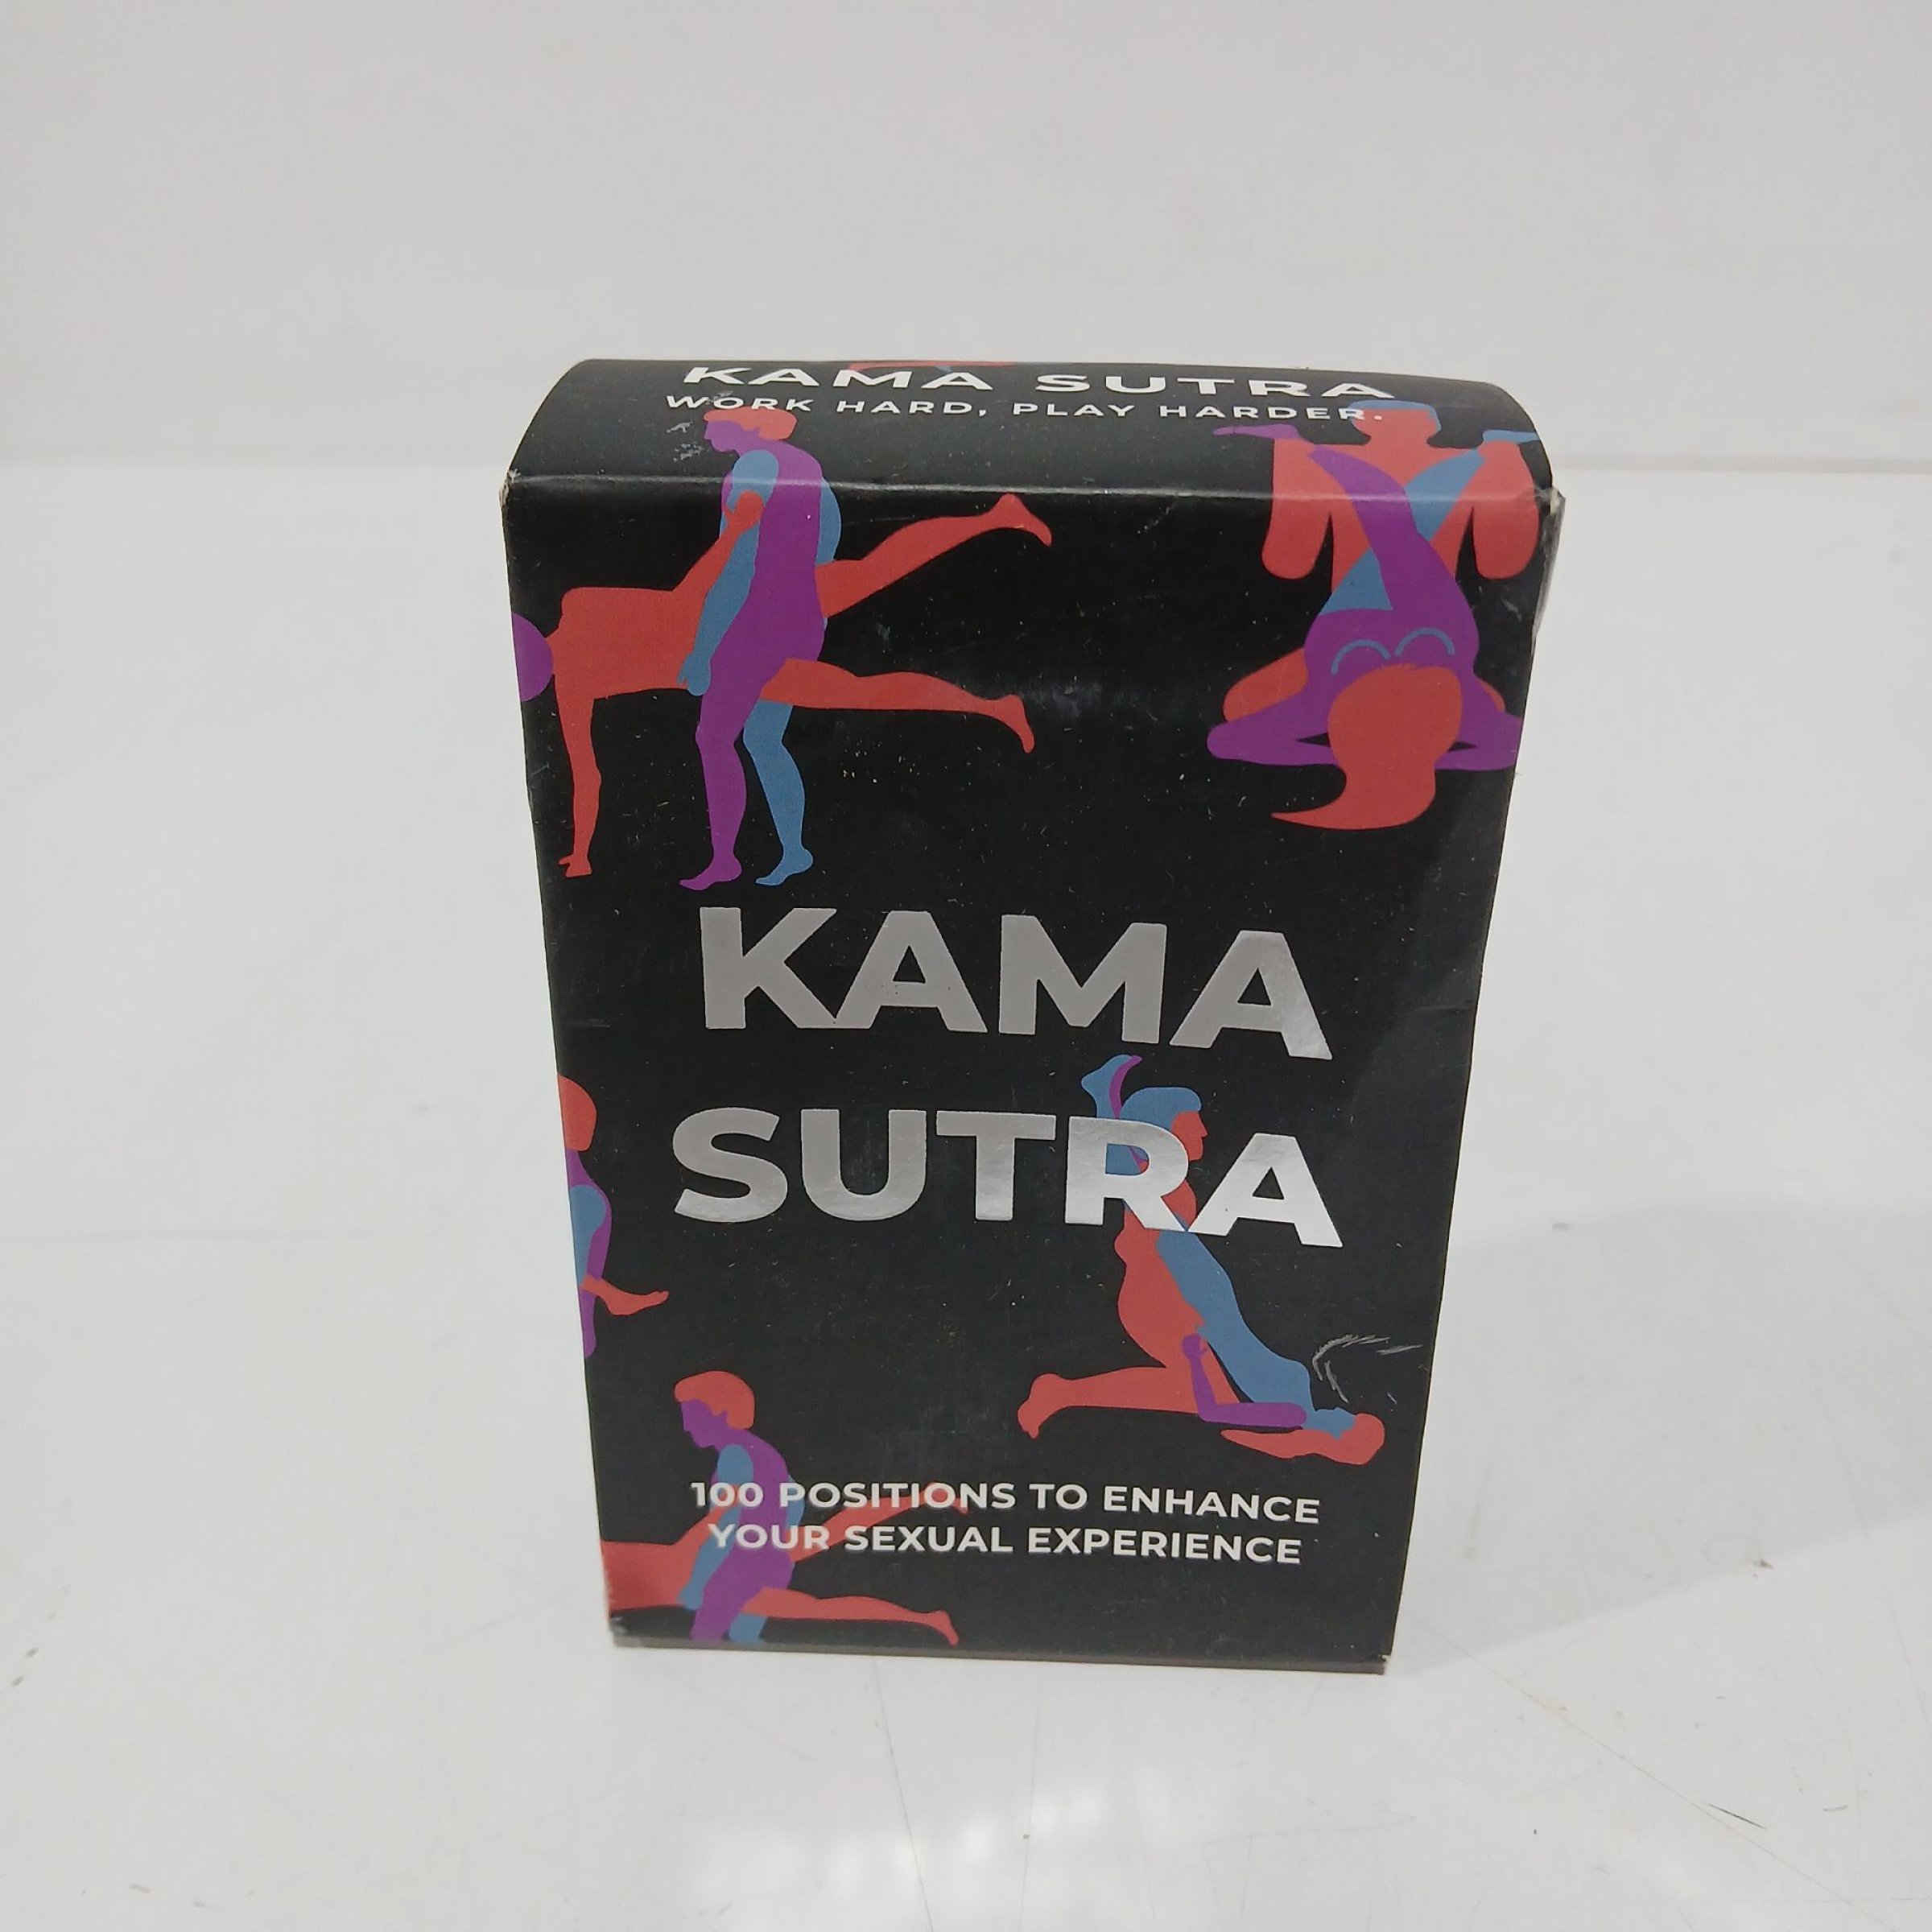 KAMA SUTRA
WORK HARD, PLAY HARDER.
KAMA
SUTRA
100 POSITIONS TO ENHANCE
YOUR SEXUAL EXPERIENCE